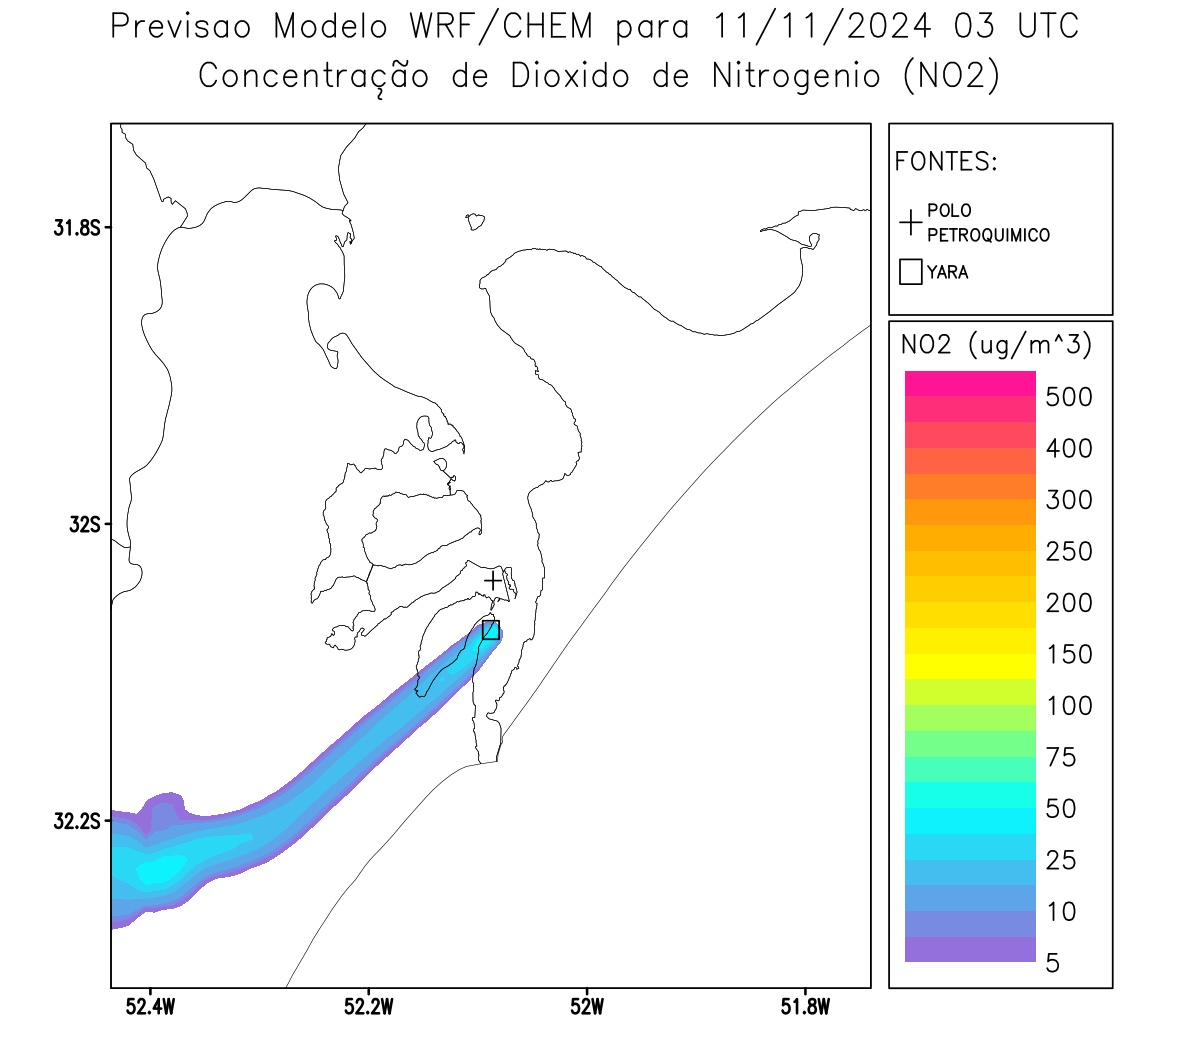 Previsao Modelo WRF/CHEM para 11/11/2024 03 UTC
Concentração de Dioxido de Nitrogenio (NO2)
FONTES:
POLO
PETROQUIMICO
YARA
31.8S
32S
32.2S
52.4W
52.2W
52W
51.8W
NO2 (ug/m^3)
500
400
300
250
200
150
100
75
50
25
10
5